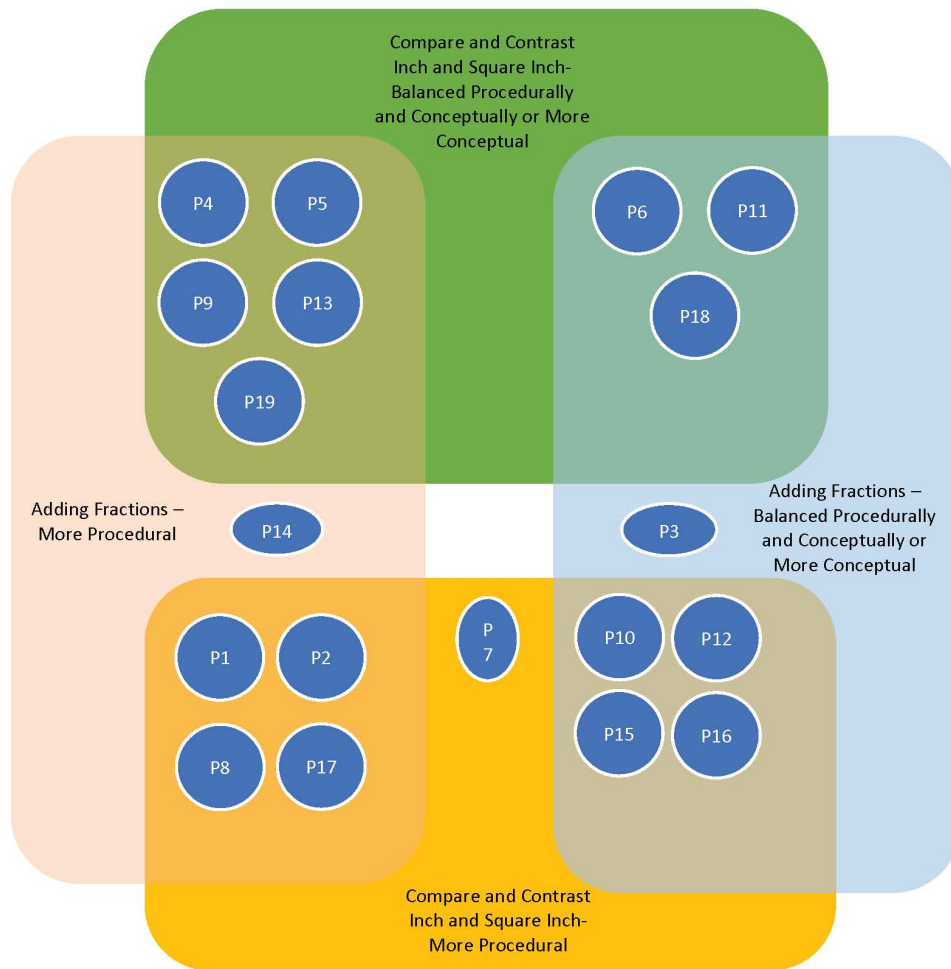 Compare and Contrast
Inch and Square Inch-
Balanced Procedurally
and Conceptually or More
Conceptual
P4
P5
P6
P11
P9
P13
P18
P19
Adding Fractions –
More Procedural
P14
P3
Adding Fractions –
Balanced Procedurally
and Conceptually or
More Conceptual
P
7
P1
P2
P10
P12
P8
P17
P15
P16
Compare and Contrast
Inch and Square Inch-
More Procedural